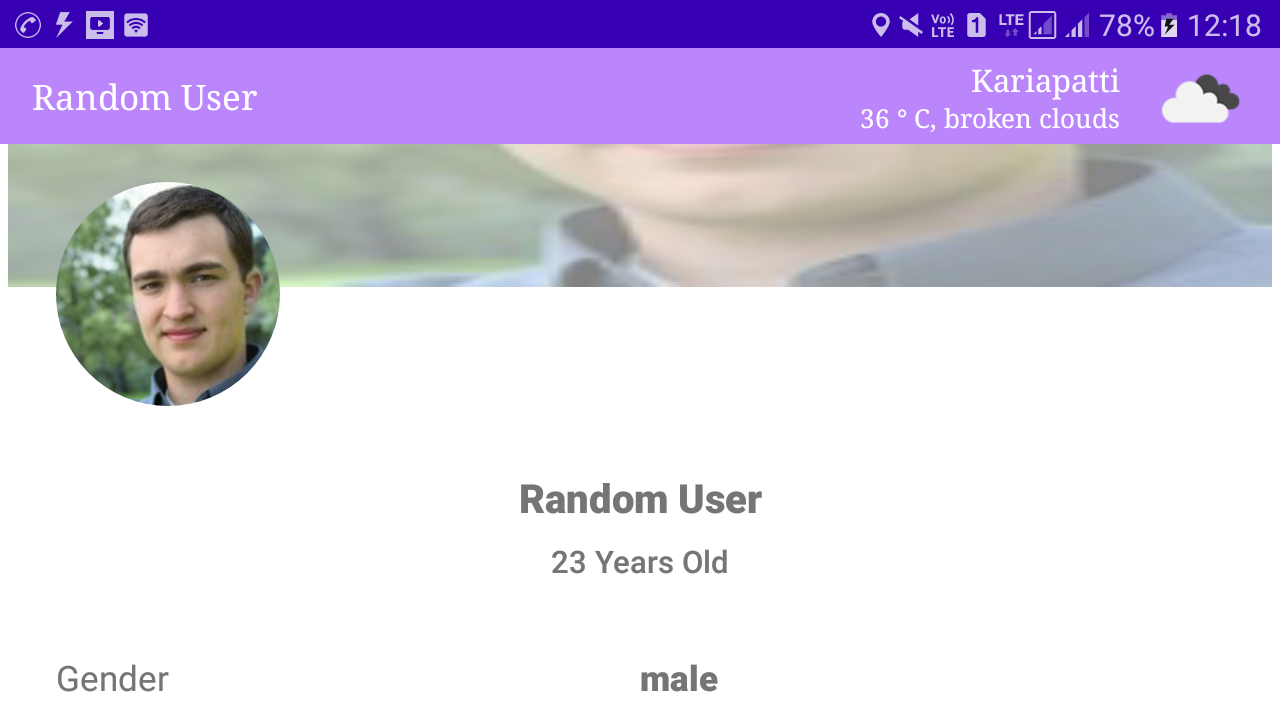 Vo))
LTE
1
LTE
78%
12:18
Random User
Kariapatti
36 ° C, broken clouds
Random User
23 Years Old
Gender
male